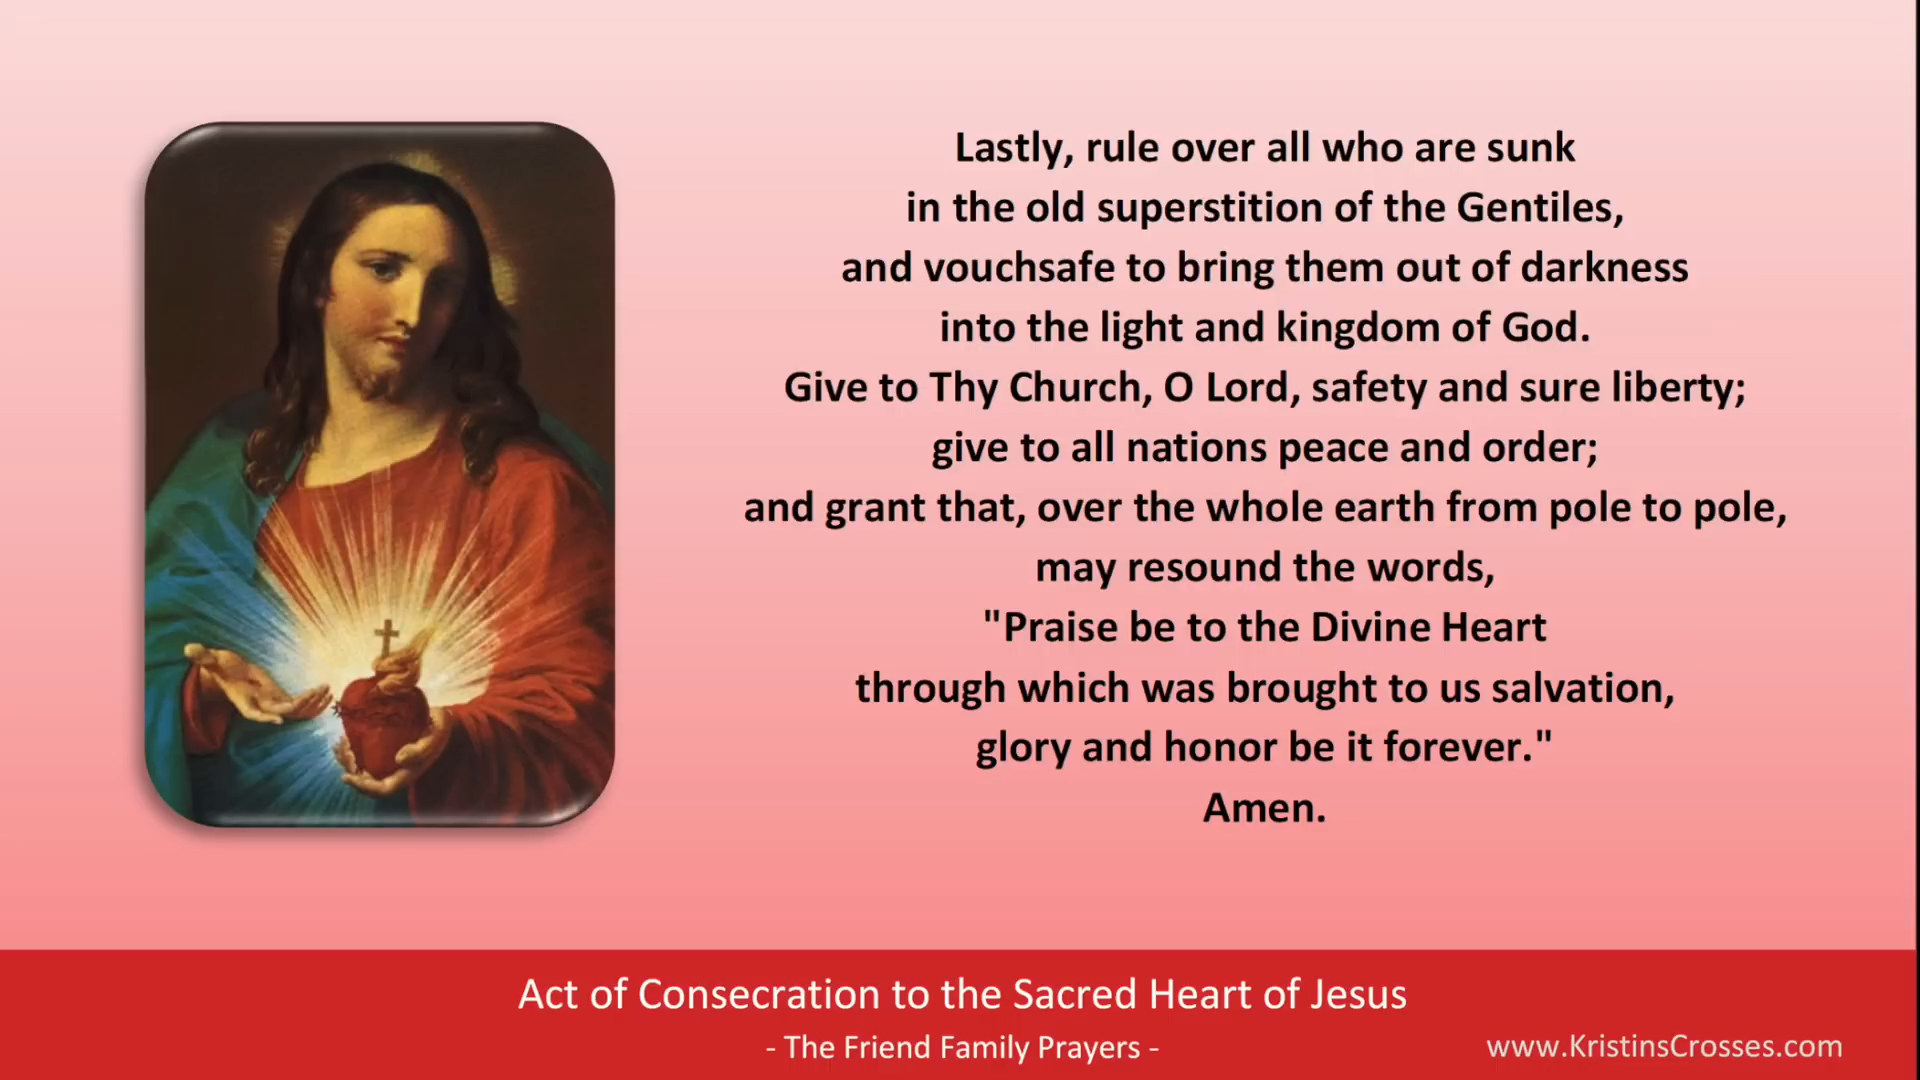 Lastly, rule over all who are sunk
in the old superstition of the Gentiles,
and vouchsafe to bring them out of darkness
into the light and kingdom of God.
Give to Thy Church, O Lord, safety and sure liberty;
give to all nations peace and order;
and grant that, over the whole earth from pole to pole,
may resound the words,
"Praise be to the Divine Heart
through which was brought to us salvation,
glory and honor be it forever."
Amen.
Act of Consecration to the Sacred Heart of Jesus
- The Friend Family Prayers -
www.KristinsCrosses.com